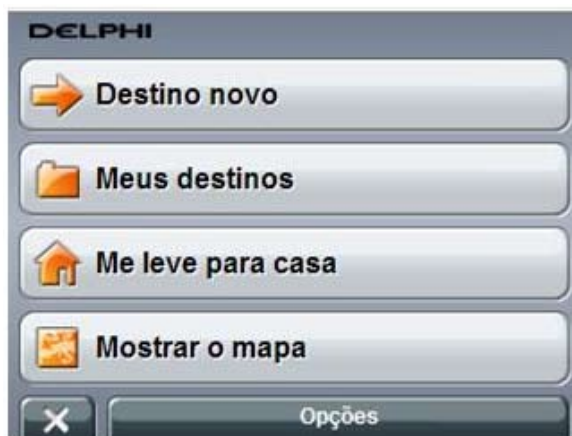 DELPHI
Destino novo
Meus destinos
Me leve para casa
Mostrar o mapa
Opções